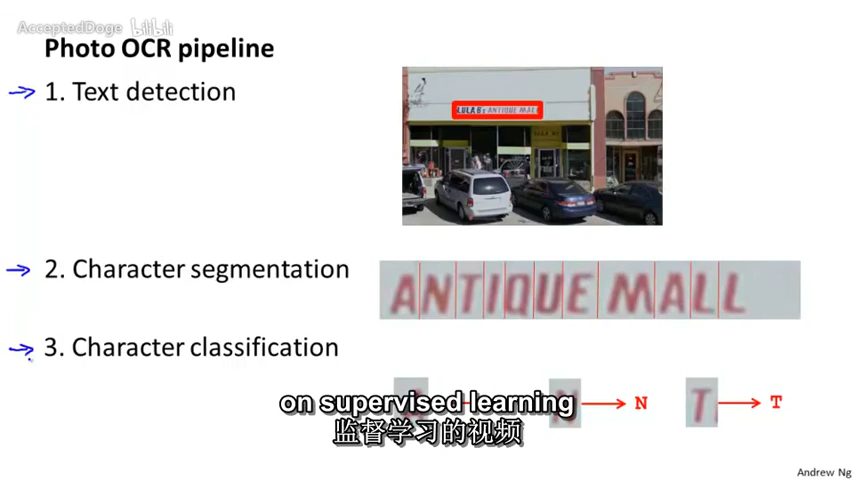 AcceptedDoge bilibili
Photo OCR pipeline
1. Text detection
LULA B's ANTIQUE MALL
2. Character segmentation
ANTIQUE MALL
3. Character classification
N → N
T → T
on supervised learning
监督学习的视频
Andrew Ng